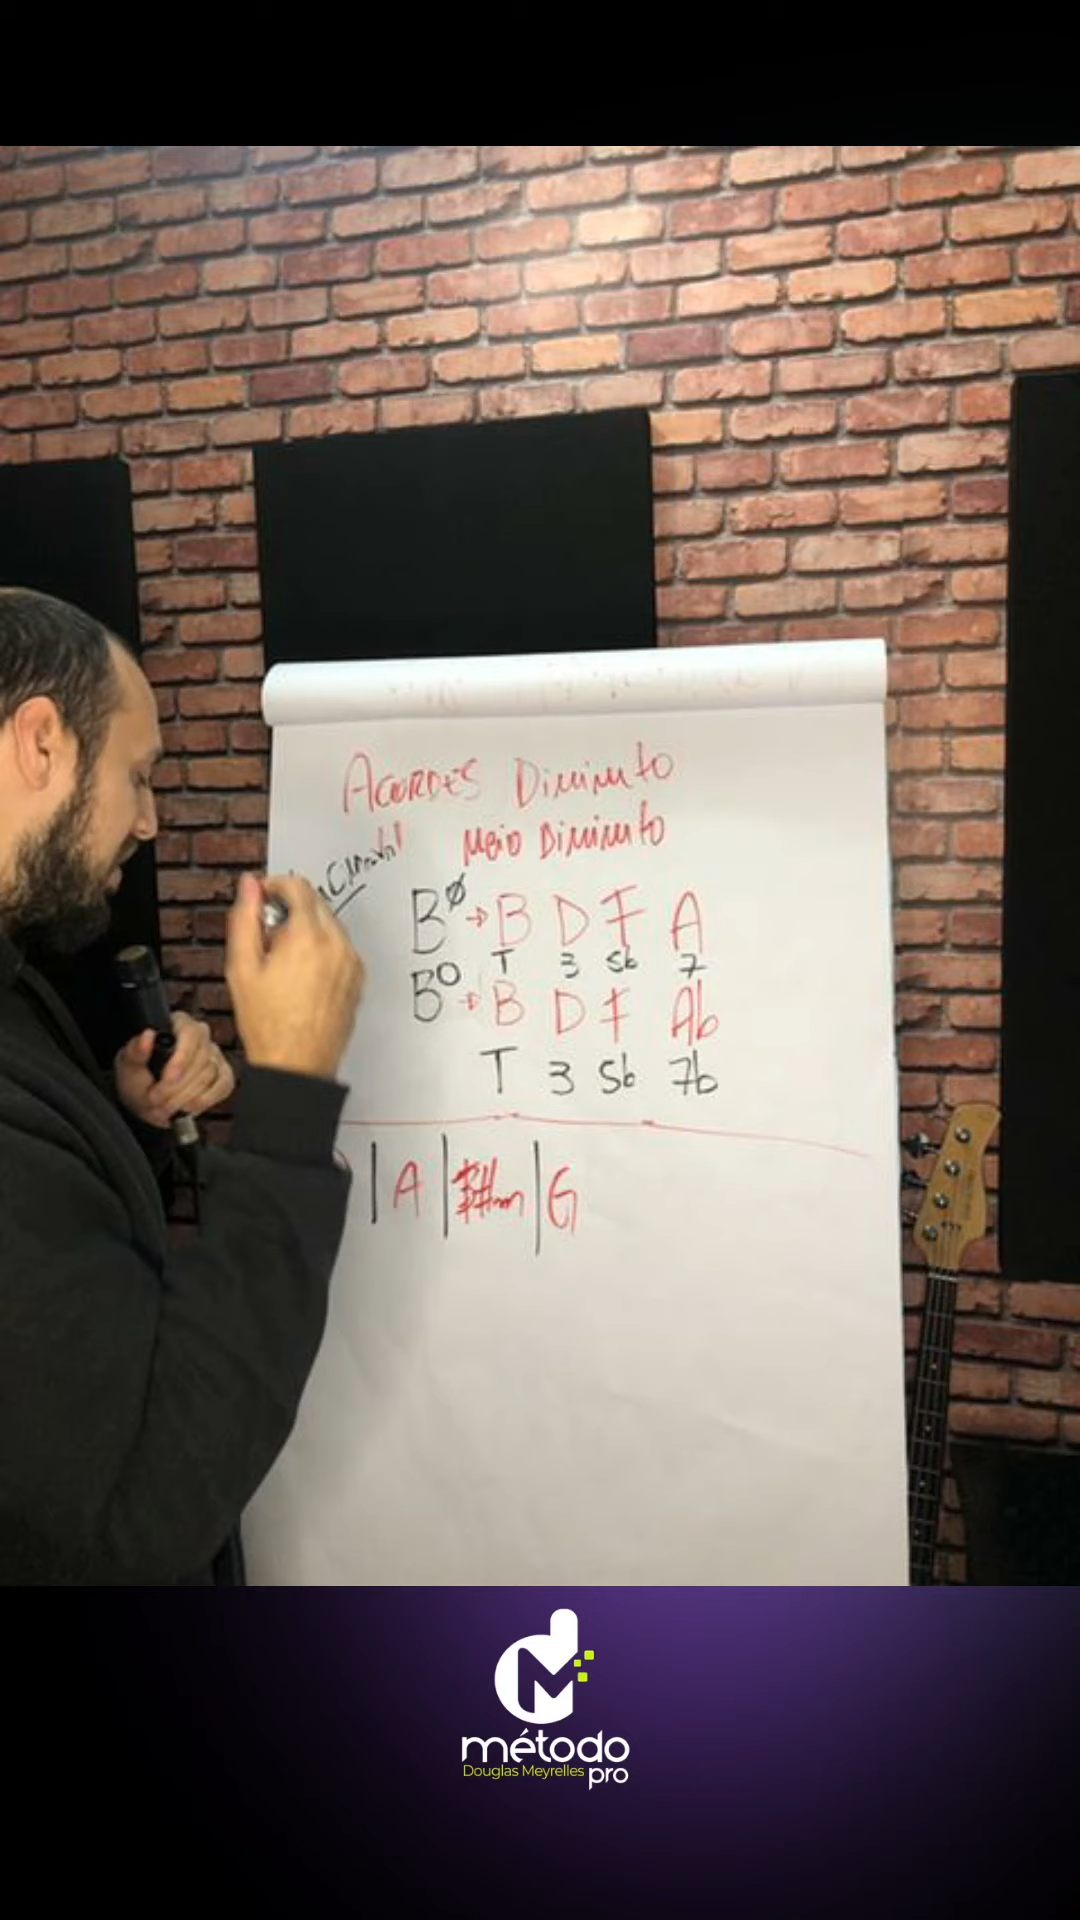 ACORDES Diminuto
Meio Diminuto
BØ → B D F A
T 3 5b 7
BO → B D F Ab
T 3 5b 7b
| A | | G
método
Douglas Meyrelles pro